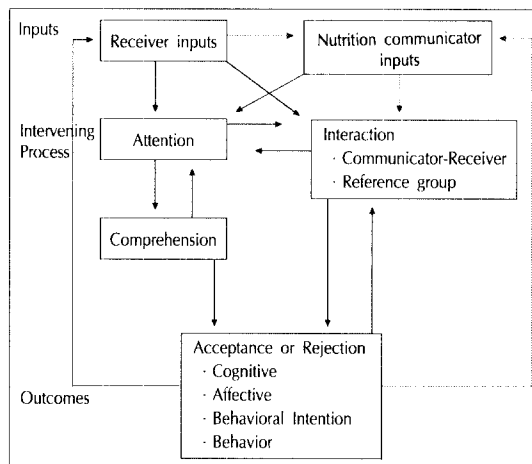 Inputs
Receiver inputs
Nutrition communicator
inputs
Intervening
Process
Attention
Interaction
· Communicator-Receiver
· Reference group
Comprehension
Acceptance or Rejection
· Cognitive
· Affective
· Behavioral Intention
· Behavior
Outcomes